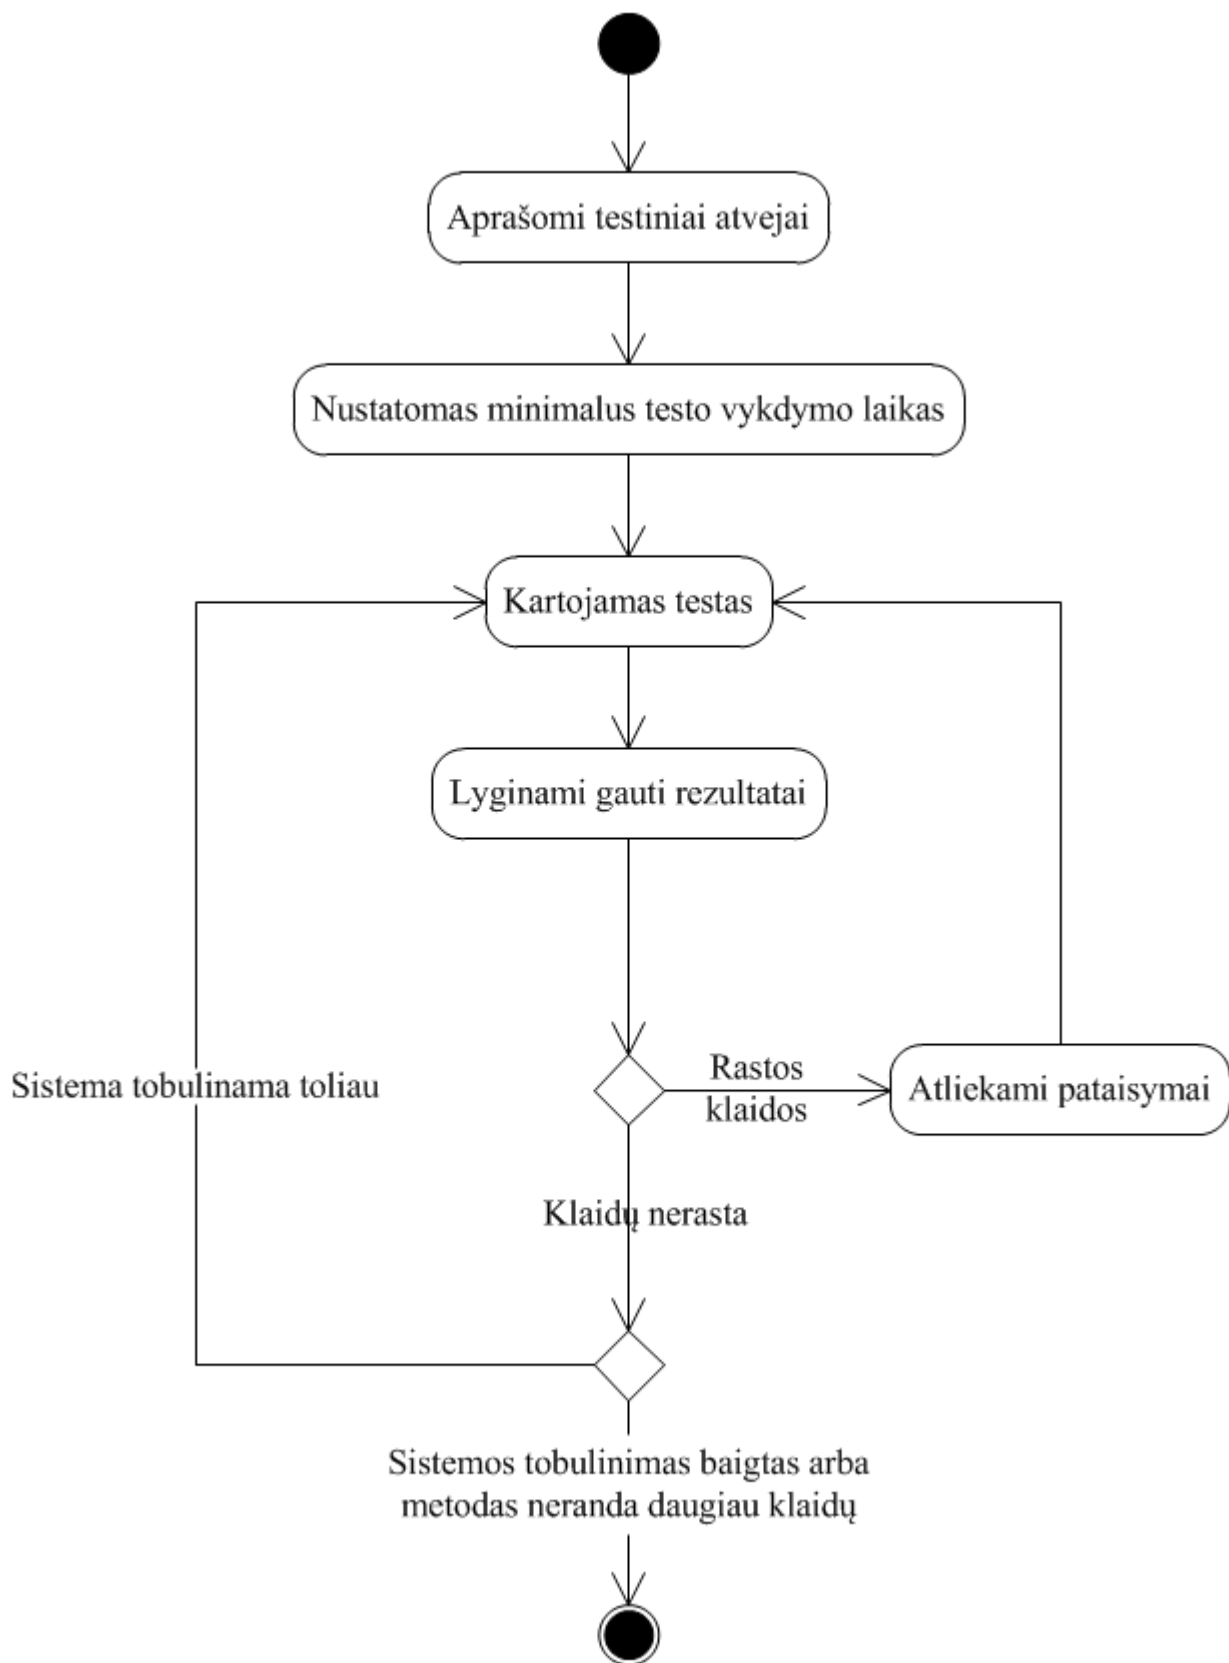 Aprašomi testiniai atvejai
Nustatomas minimalus testo vykdymo laikas
Kartojamas testas
Lyginami gauti rezultatai
Rastos
klaidos
Atliekami pataisymai
Sistema tobulinama toliau
Klaidų nerasta
Sistemos tobulinimas baigtas arba
metodas neranda daugiau klaidų